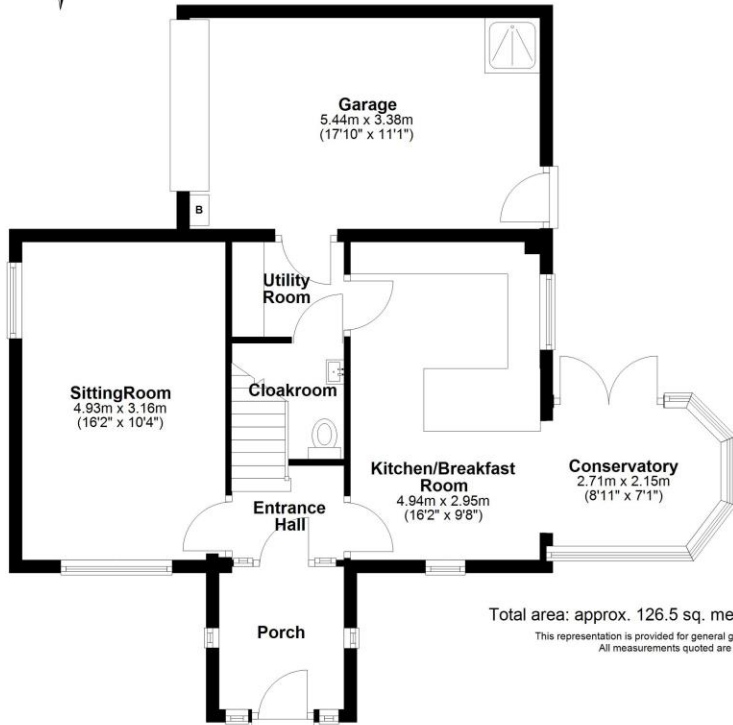 Garage
5.44m x 3.38m
(17'10" x 11'1")
B
Utility
Room
SittingRoom
4.93m x 3.16m
(16'2" x 10'4")
Cloakroom
Kitchen/Breakfast
Room
4.94m x 2.95m
(16'2" x 9'8")
Conservatory
2.71m x 2.15m
(8'11" x 7'1")
Entrance
Hall
Porch
Total area: approx. 126.5 sq. me
This representation is provided for general g
All measurements quoted are